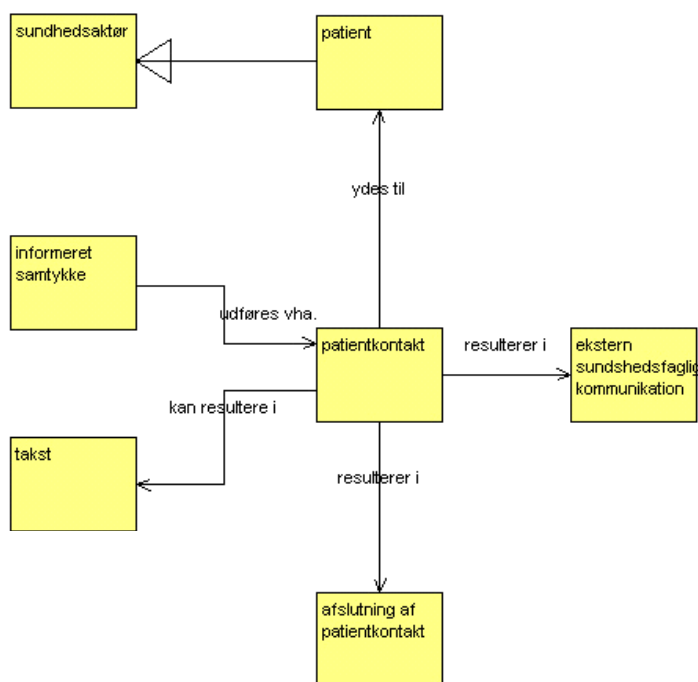 sundhedsaktør
patient
ydes til
informeret
samtykke
udføres vha.
patientkontakt
resulterer i
ekstern
sundshedsfaglig
kommunikation
kan resultere i
takst
resulterer i
afslutning af
patientkontakt